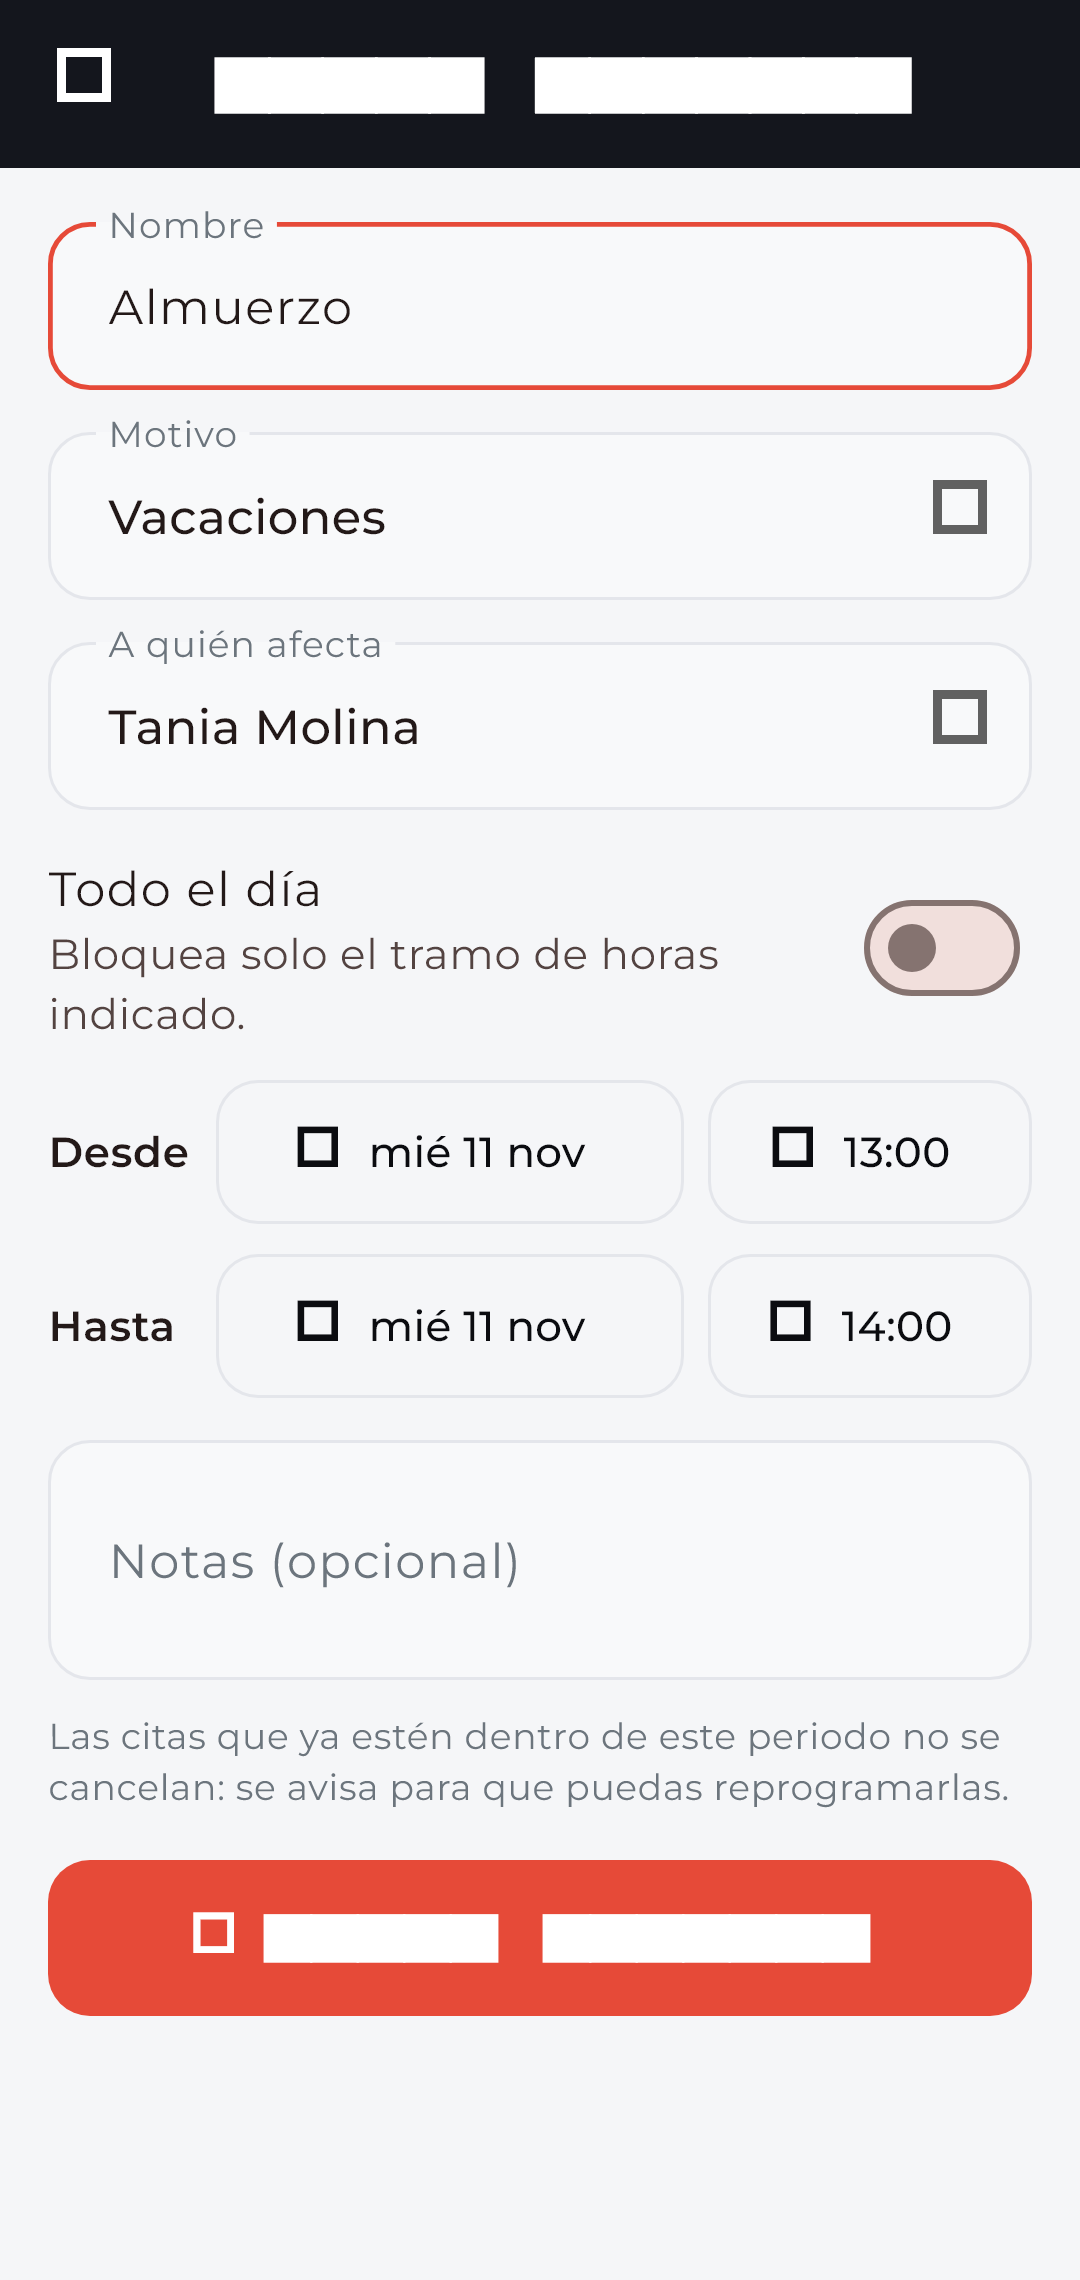 Nombre
Almuerzo
Motivo
Vacaciones
A quién afecta
Tania Molina
Todo el día
Bloquea solo el tramo de horas
indicado.
Desde mié 11 nov 13:00
Hasta mié 11 nov 14:00
Notas (opcional)
Las citas que ya estén dentro de este periodo no se
cancelan: se avisa para que puedas reprogramarlas.